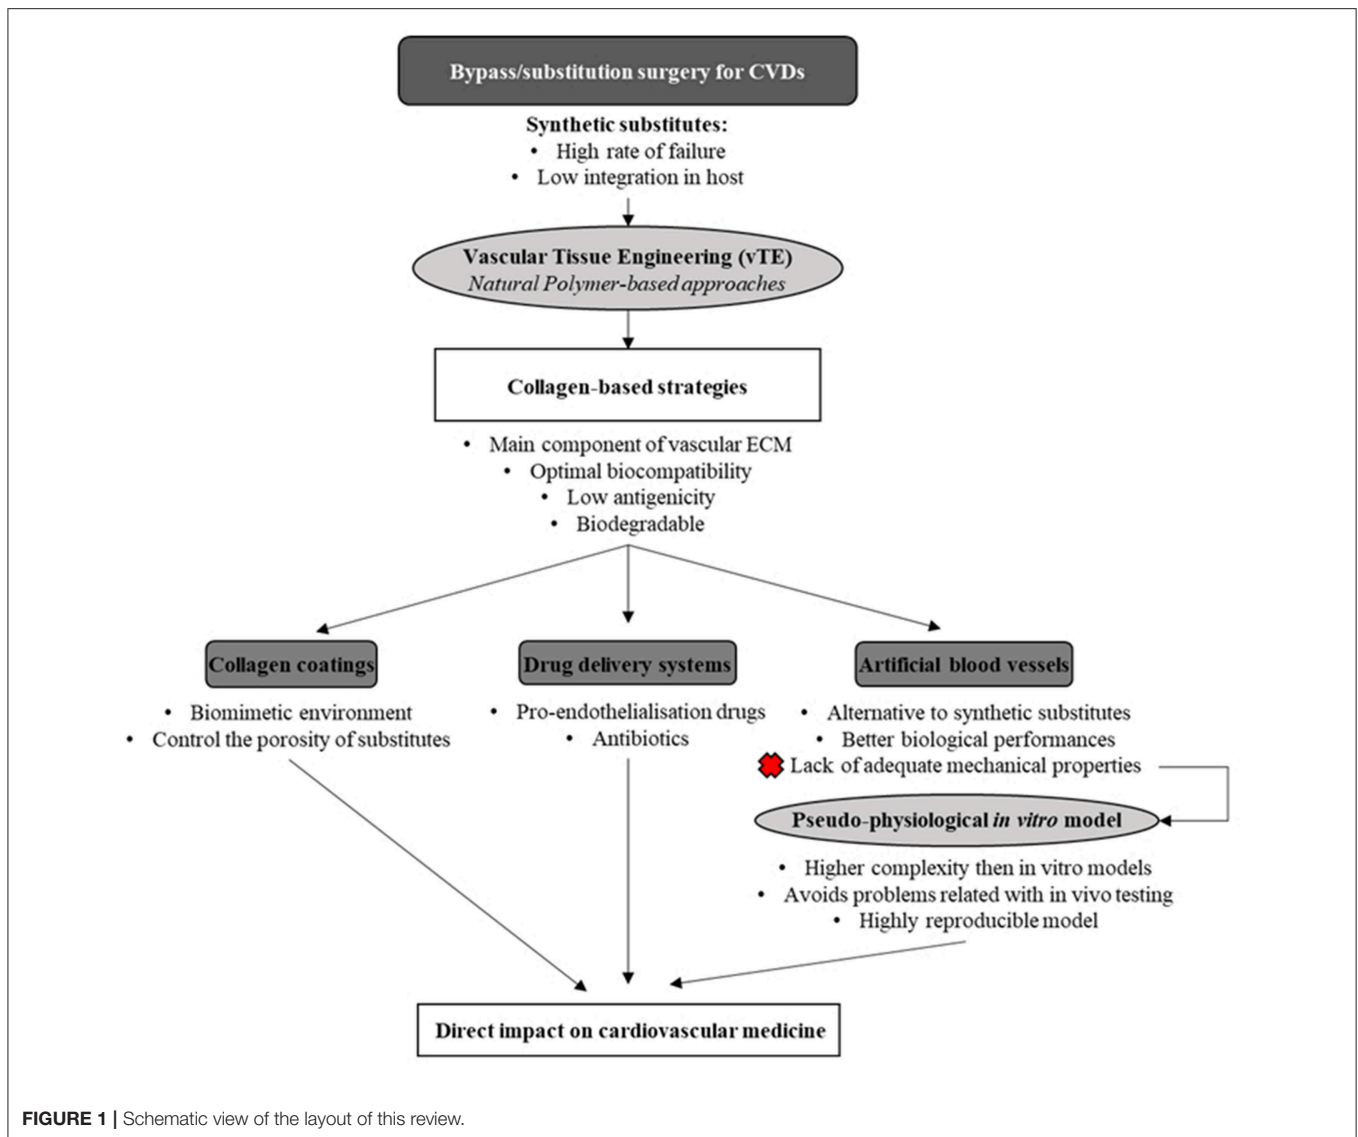 Bypass/substitution surgery for CVDs
Synthetic substitutes:
• High rate of failure
• Low integration in host
Vascular Tissue Engineering (vTE)
Natural Polymer-based approaches
Collagen-based strategies
• Main component of vascular ECM
• Optimal biocompatibility
• Low antigenicity
• Biodegradable
Collagen coatings
• Biomimetic environment
• Control the porosity of substitutes
Drug delivery systems
• Pro-endothelialisation drugs
• Antibiotics
Artificial blood vessels
• Alternative to synthetic substitutes
• Better biological performances
Lack of adequate mechanical properties
Pseudo-physiological in vitro model
• Higher complexity then in vitro models
• Avoids problems related with in vivo testing
• Highly reproducible model
Direct impact on cardiovascular medicine
FIGURE 1 | Schematic view of the layout of this review.